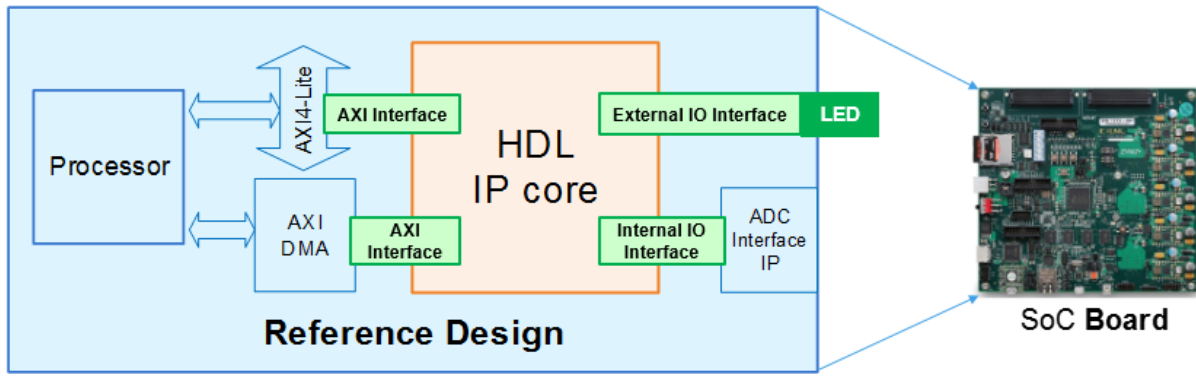 Processor
AXI4-Lite
AXI Interface
HDL
IP core
External IO Interface
LED
AXI
DMA
AXI
Interface
Internal IO
Interface
ADC
Interface
IP
Reference Design
SoC Board